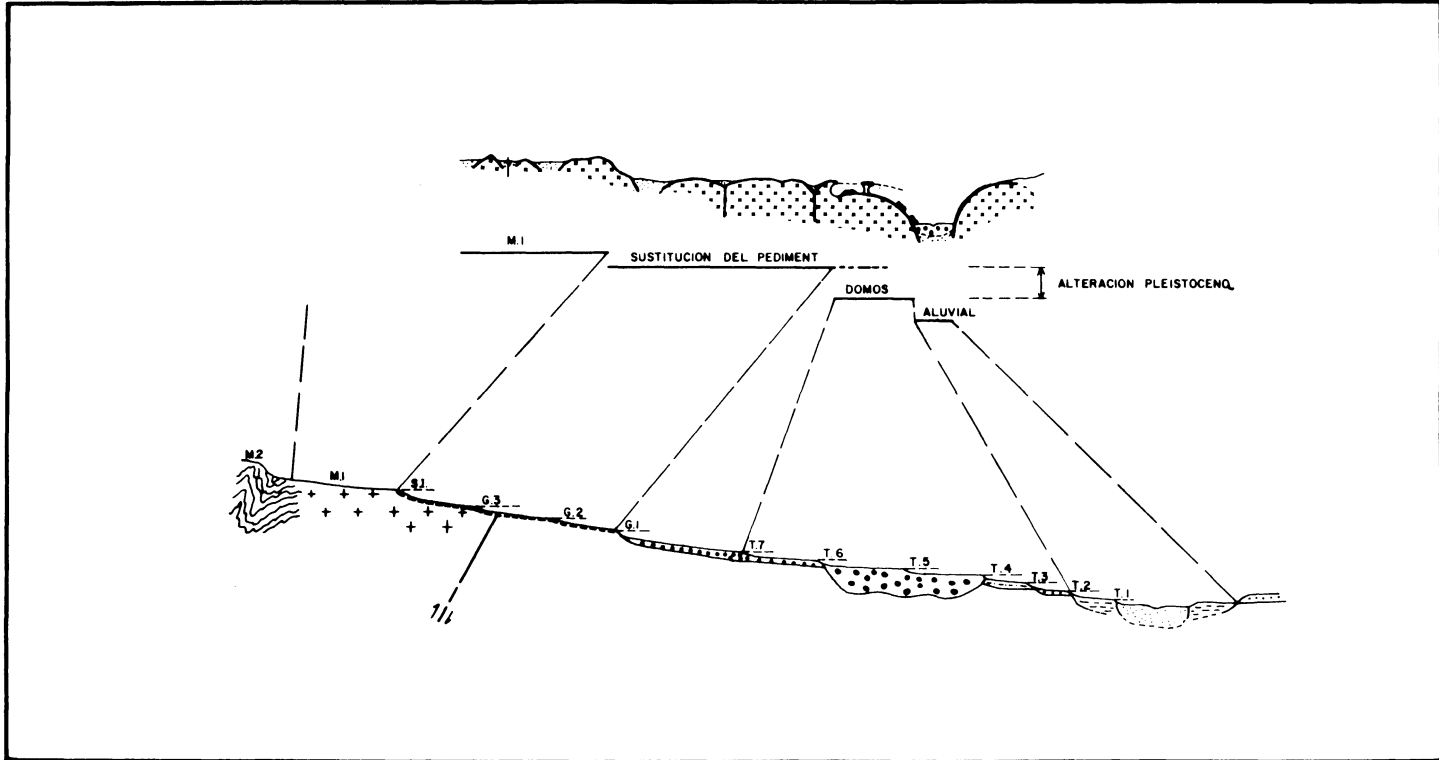 M.1
SUSTITUCION DEL PEDIMENT
DOMOS
ALTERACION PLEISTOCENO
ALUVIAL
M.2
M.1
S.I.
G.3
G.2
G.1
T.7
T.6
T.5
T.4
T.3
T.2
T.1